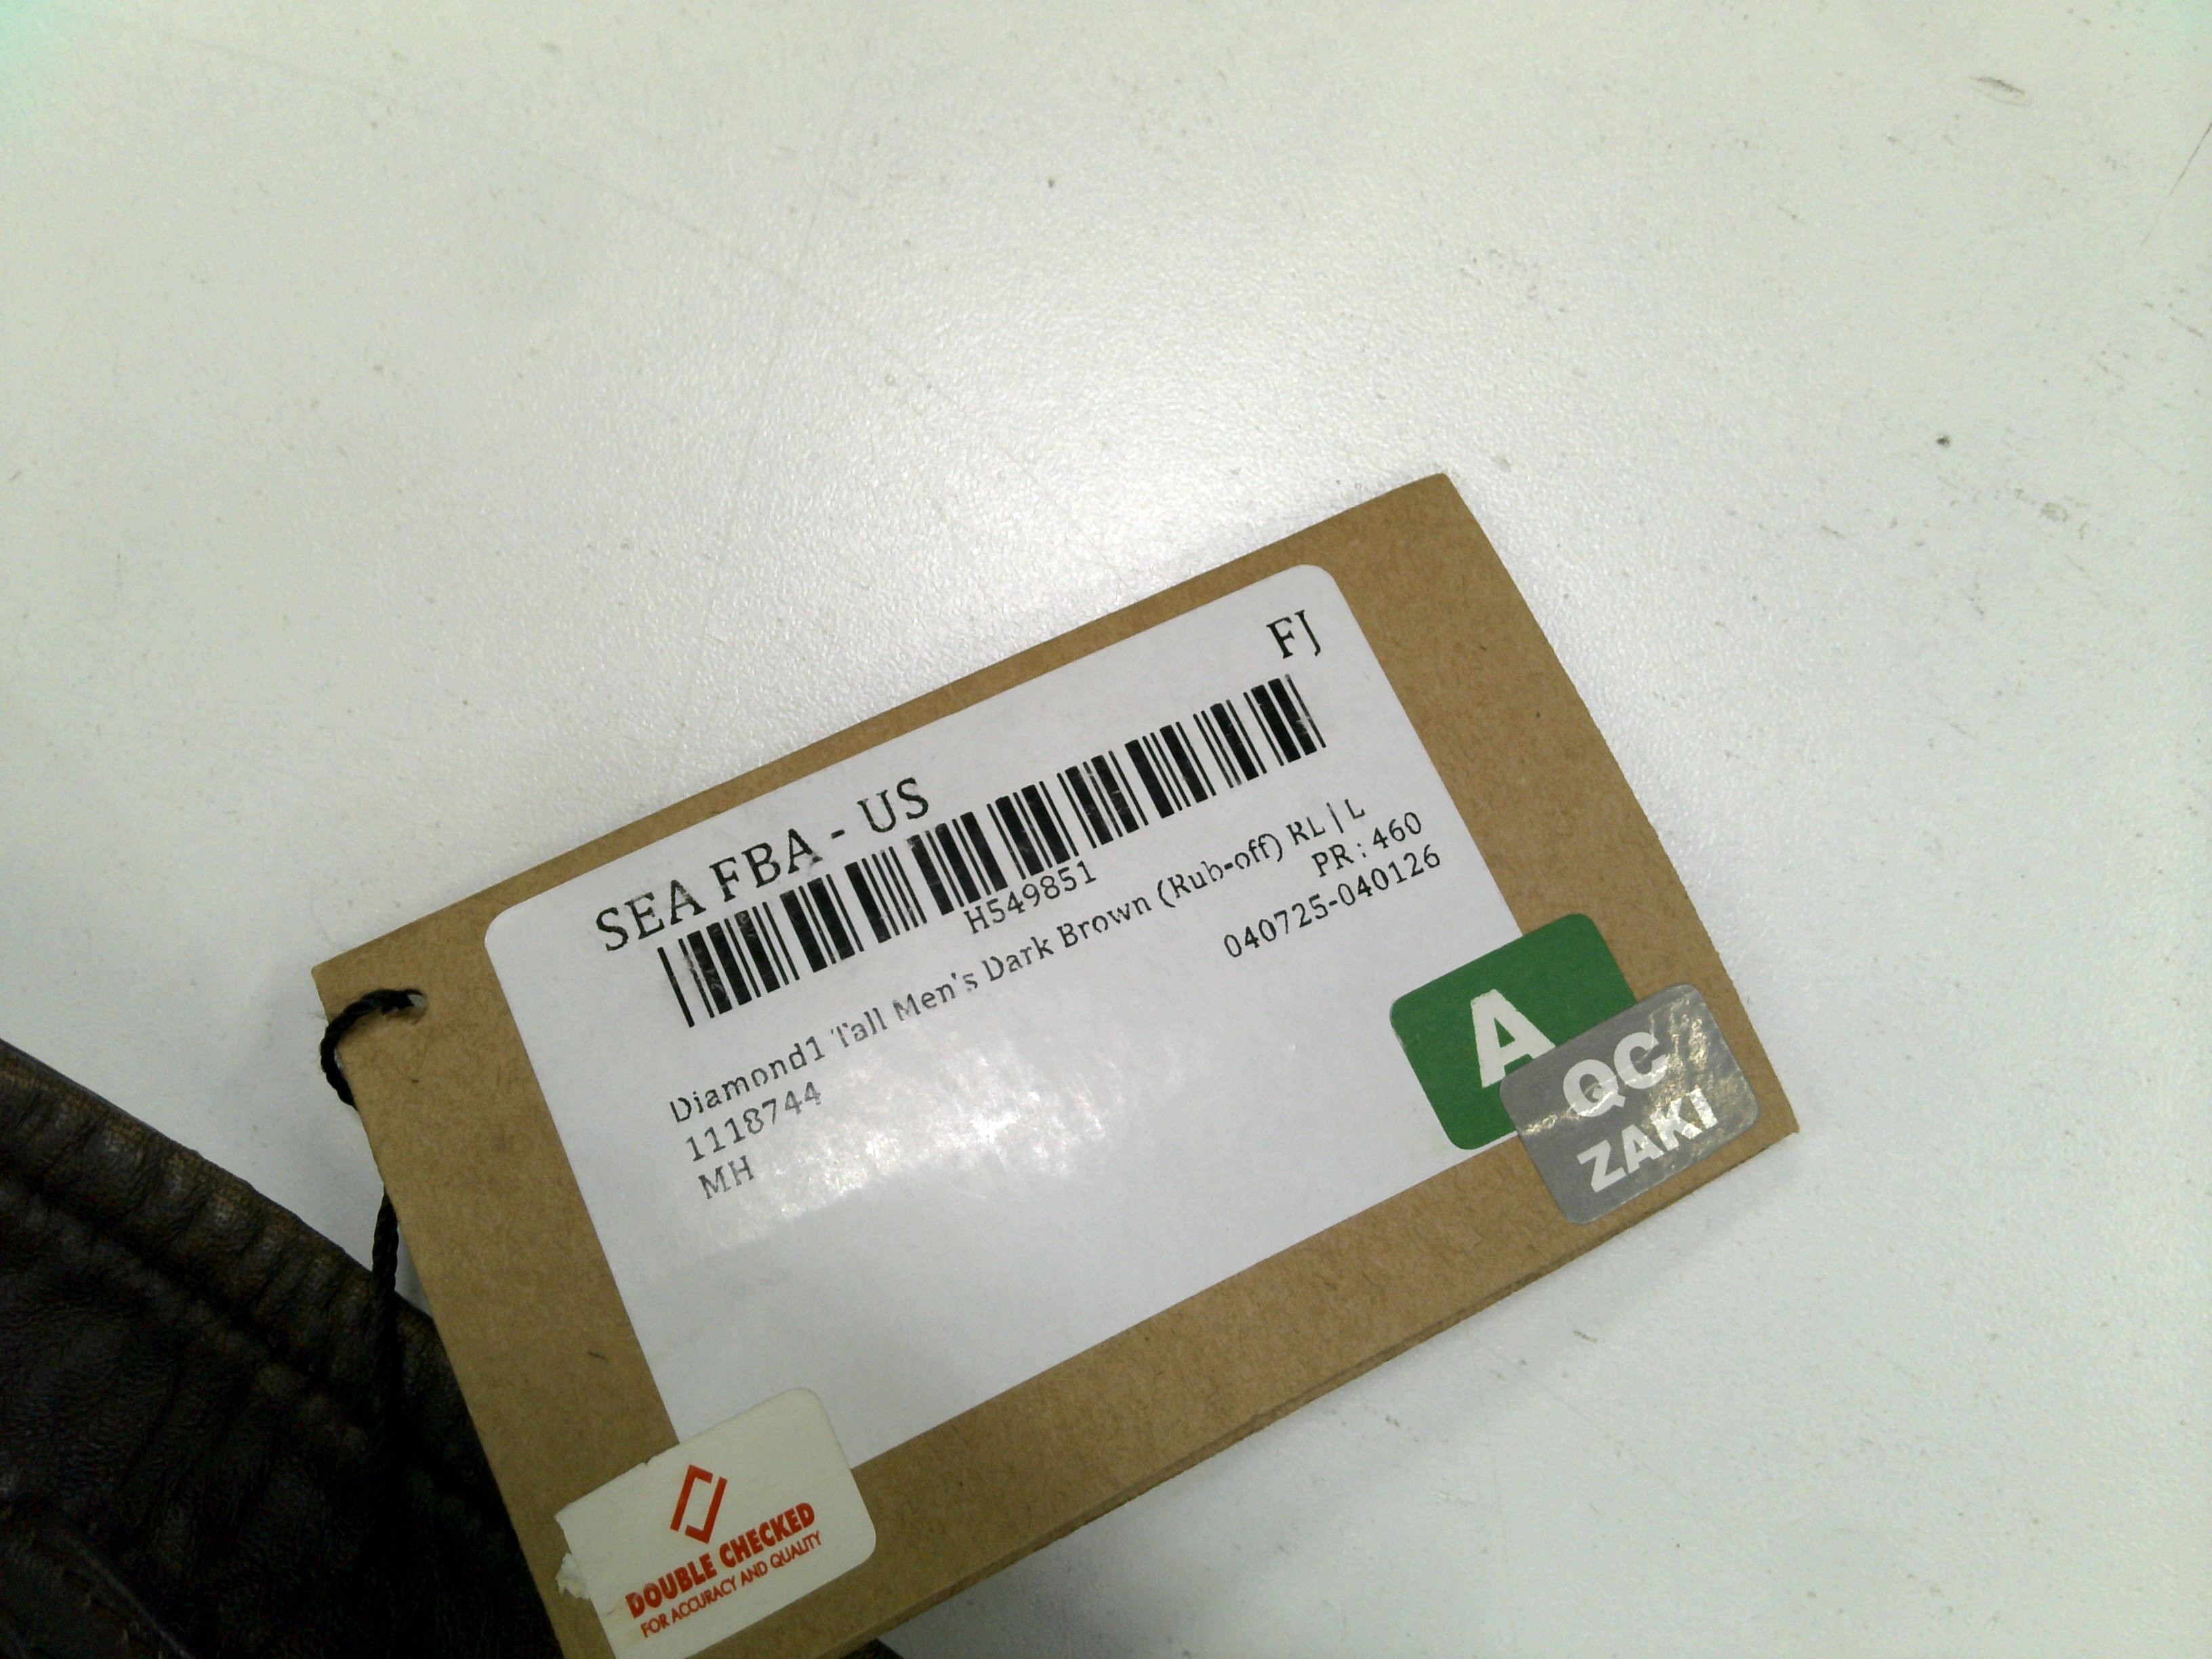 SEA FBA - US
FJ
H549851
Diamond1 Tall Men's Dark Brown (Rub-off) RL | L
1118744
PR: 460
MH
040725-040126
A
QC
ZAKI
DOUBLE CHECKED
FOR ACCURACY AND QUALITY